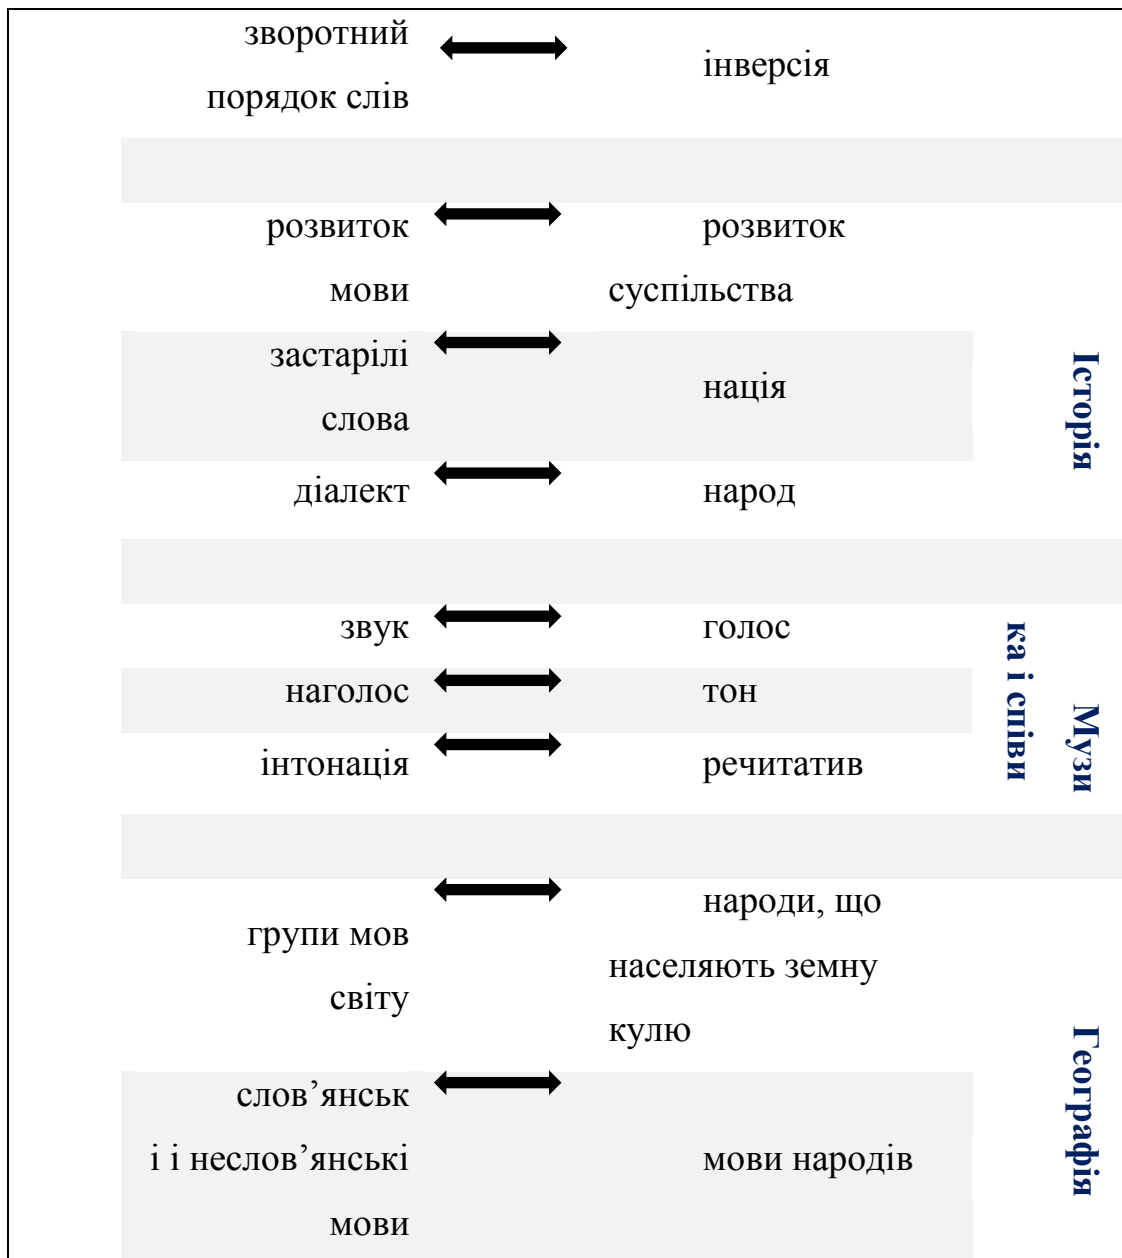 зворотний
порядок слів
інверсія
розвиток
мови
розвиток
суспільства
застарілі
слова
нація
діалект
народ
Історія
звук
голос
наголос
тон
інтонація
речитатив
Музи
ка і співи
групи мов
світу
народи, що
населяють земну
кулю
слов’янськ
і і неслов’янські
мови
мови народів
Географія